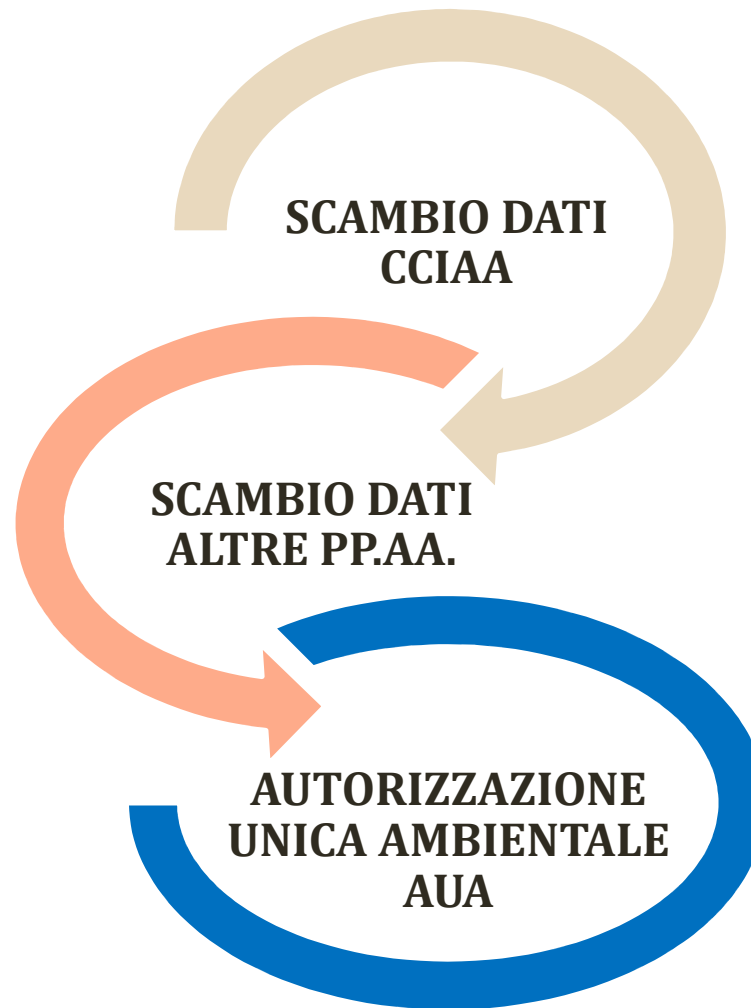 SCAMBIO DATI
CCIAA
SCAMBIO DATI
ALTRE PP.AA.
AUTORIZZAZIONE
UNICA AMBIENTALE
AUA